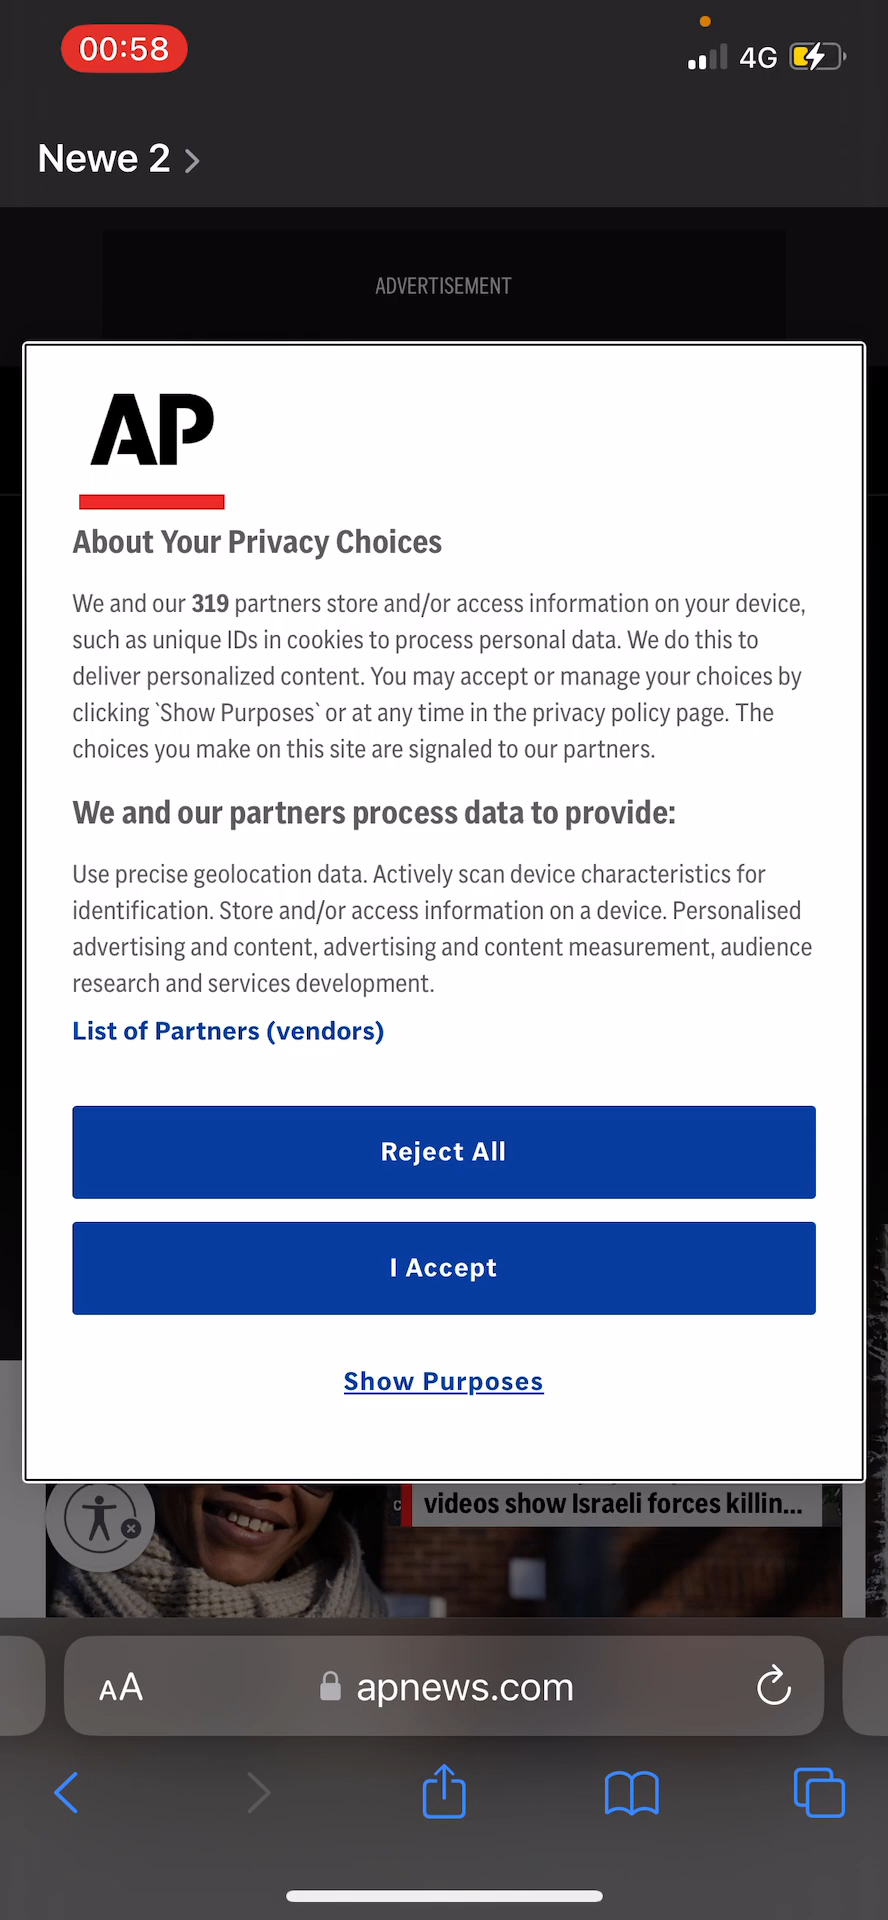 00:58
4G
Newe 2
ADVERTISEMENT
AP
About Your Privacy Choices
We and our 319 partners store and/or access information on your device,
such as unique IDs in cookies to process personal data. We do this to
deliver personalized content. You may accept or manage your choices by
clicking `Show Purposes` or at any time in the privacy policy page. The
choices you make on this site are signaled to our partners.
We and our partners process data to provide:
Use precise geolocation data. Actively scan device characteristics for
identification. Store and/or access information on a device. Personalised
advertising and content, advertising and content measurement, audience
research and services development.
List of Partners (vendors)
Reject All
I Accept
Show Purposes
videos show Israeli forces killin...
AA
apnews.com